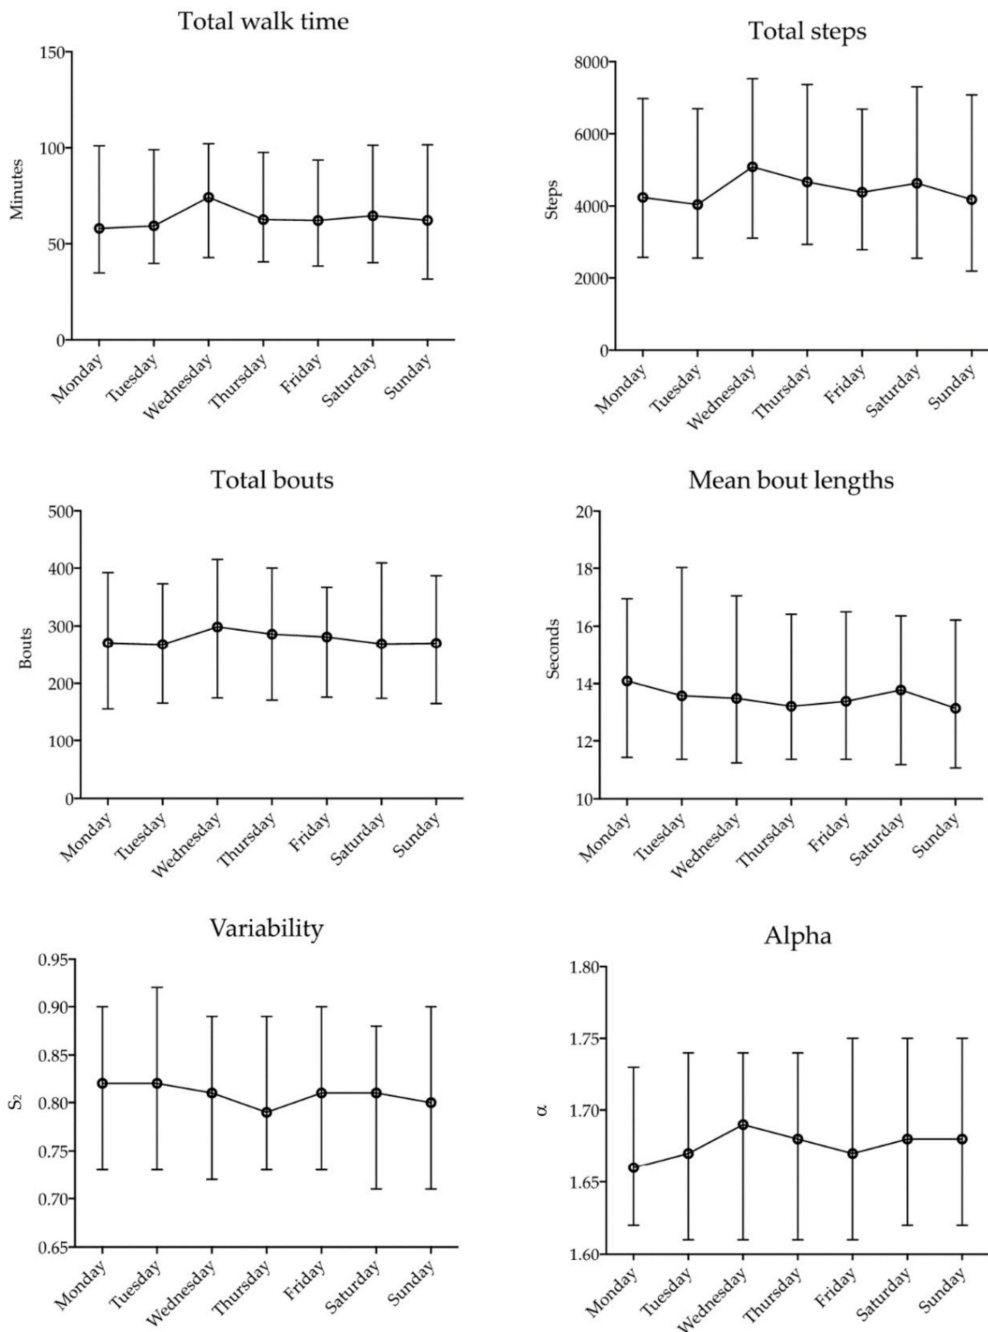 Total walk time
Minutes
150
100
50
0
Monday
Tuesday
Wednesday
Thursday
Friday
Saturday
Sunday
Total steps
Steps
8000
6000
4000
2000
0
Monday
Tuesday
Wednesday
Thursday
Friday
Saturday
Sunday
Total bouts
Bouts
500
400
300
200
100
0
Monday
Tuesday
Wednesday
Thursday
Friday
Saturday
Sunday
Mean bout lengths
Seconds
20
18
16
14
12
10
Monday
Tuesday
Wednesday
Thursday
Friday
Saturday
Sunday
Variability
S₂
0.95
0.90
0.85
0.80
0.75
0.70
0.65
Monday
Tuesday
Wednesday
Thursday
Friday
Saturday
Sunday
Alpha
α
1.80
1.75
1.70
1.65
1.60
Monday
Tuesday
Wednesday
Thursday
Friday
Saturday
Sunday